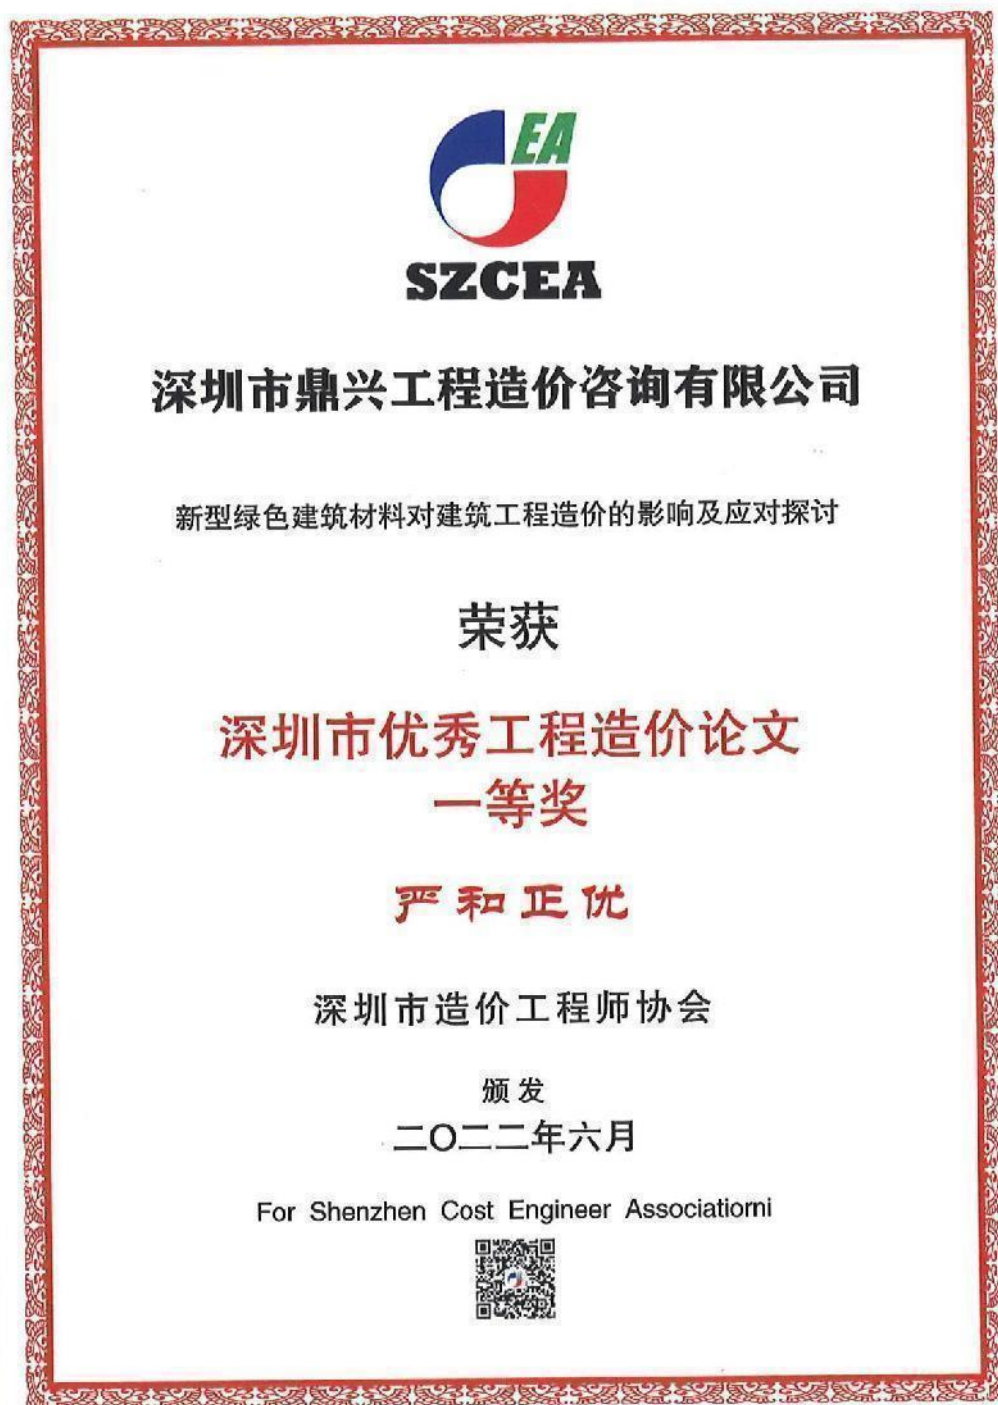 EA
SZCEA
深圳市鼎兴工程造价咨询有限公司
新型绿色建筑材料对建筑工程造价的影响及应对探讨
荣获
深圳市优秀工程造价论文
一等奖
严和正优
深圳市造价工程师协会
颁发
二〇二二年六月
For Shenzhen Cost Engineer Associatiorni